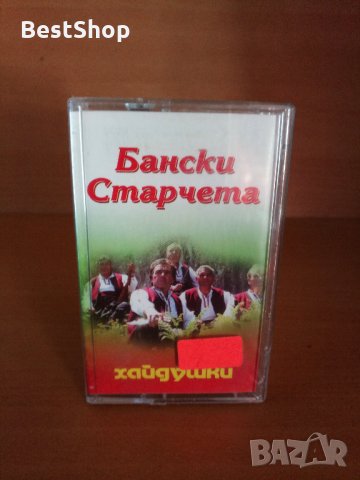 BestShop
Бански
Старчета
хайдушки
BAZAR